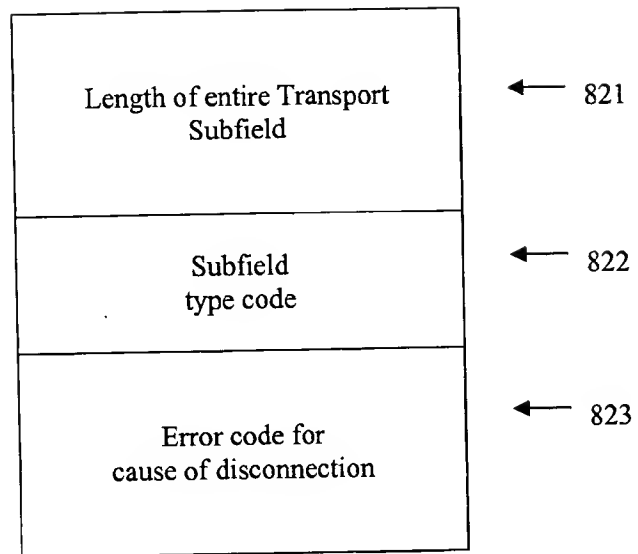 Length of entire Transport
Subfield
821
Subfield
type code
822
Error code for
cause of disconnection
823